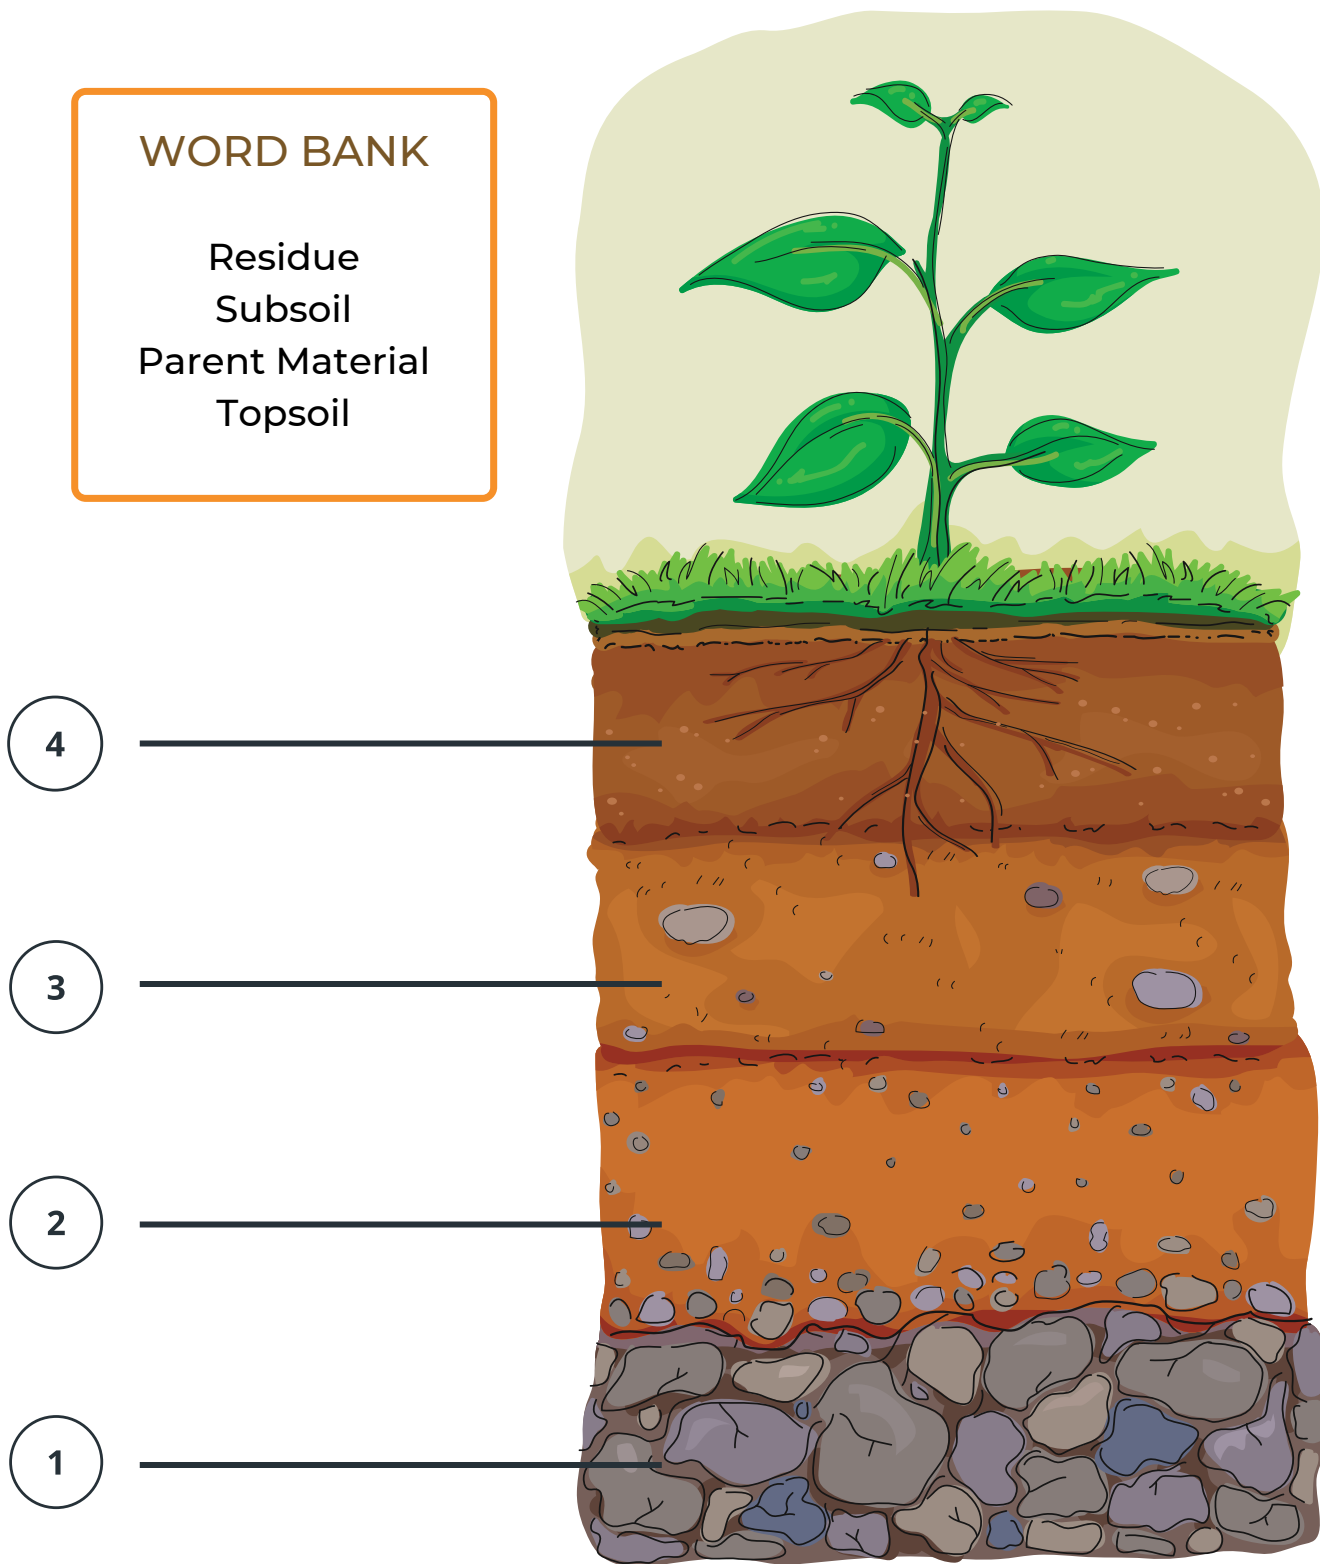 WORD BANK
Residue
Subsoil
Parent Material
Topsoil
4
3
2
1